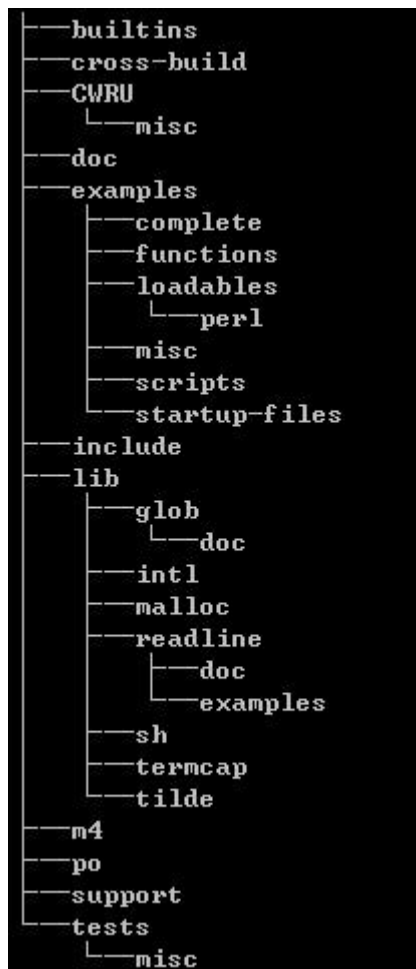 builtins
cross-build
CWRU
misc
doc
examples
complete
functions
loadables
perl
misc
scripts
startup-files
include
lib
glob
doc
intl
malloc
readline
doc
examples
sh
termcap
tilde
m4
po
support
tests
misc